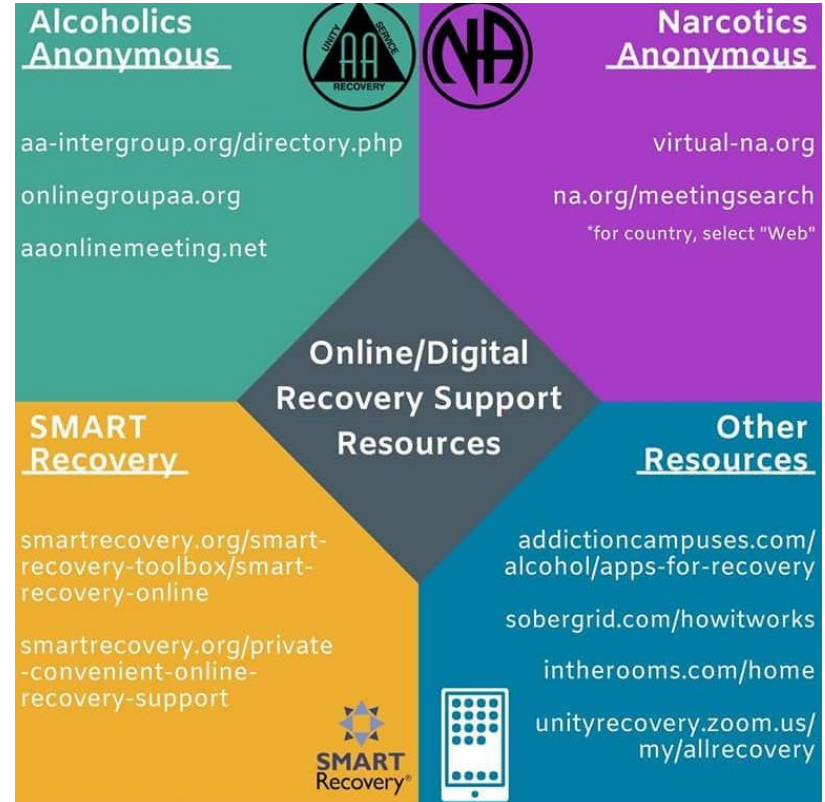 Alcoholics
Anonymous
UNITY
SERVICE
AA
RECOVERY
aa-intergroup.org/directory.php
onlinegroupaa.org
aaonlinemeeting.net
NA
Narcotics
Anonymous
virtual-na.org
na.org/meetingsearch
*for country, select "Web"
Online/Digital
Recovery Support
Resources
SMART
Recovery
smartrecovery.org/smart-
recovery-toolbox/smart-
recovery-online
smartrecovery.org/private
-convenient-online-
recovery-support
SMART
Recovery®
Other
Resources
addictioncampuses.com/
alcohol/apps-for-recovery
sobergrid.com/howitworks
intherooms.com/home
unityrecovery.zoom.us/
my/allrecovery